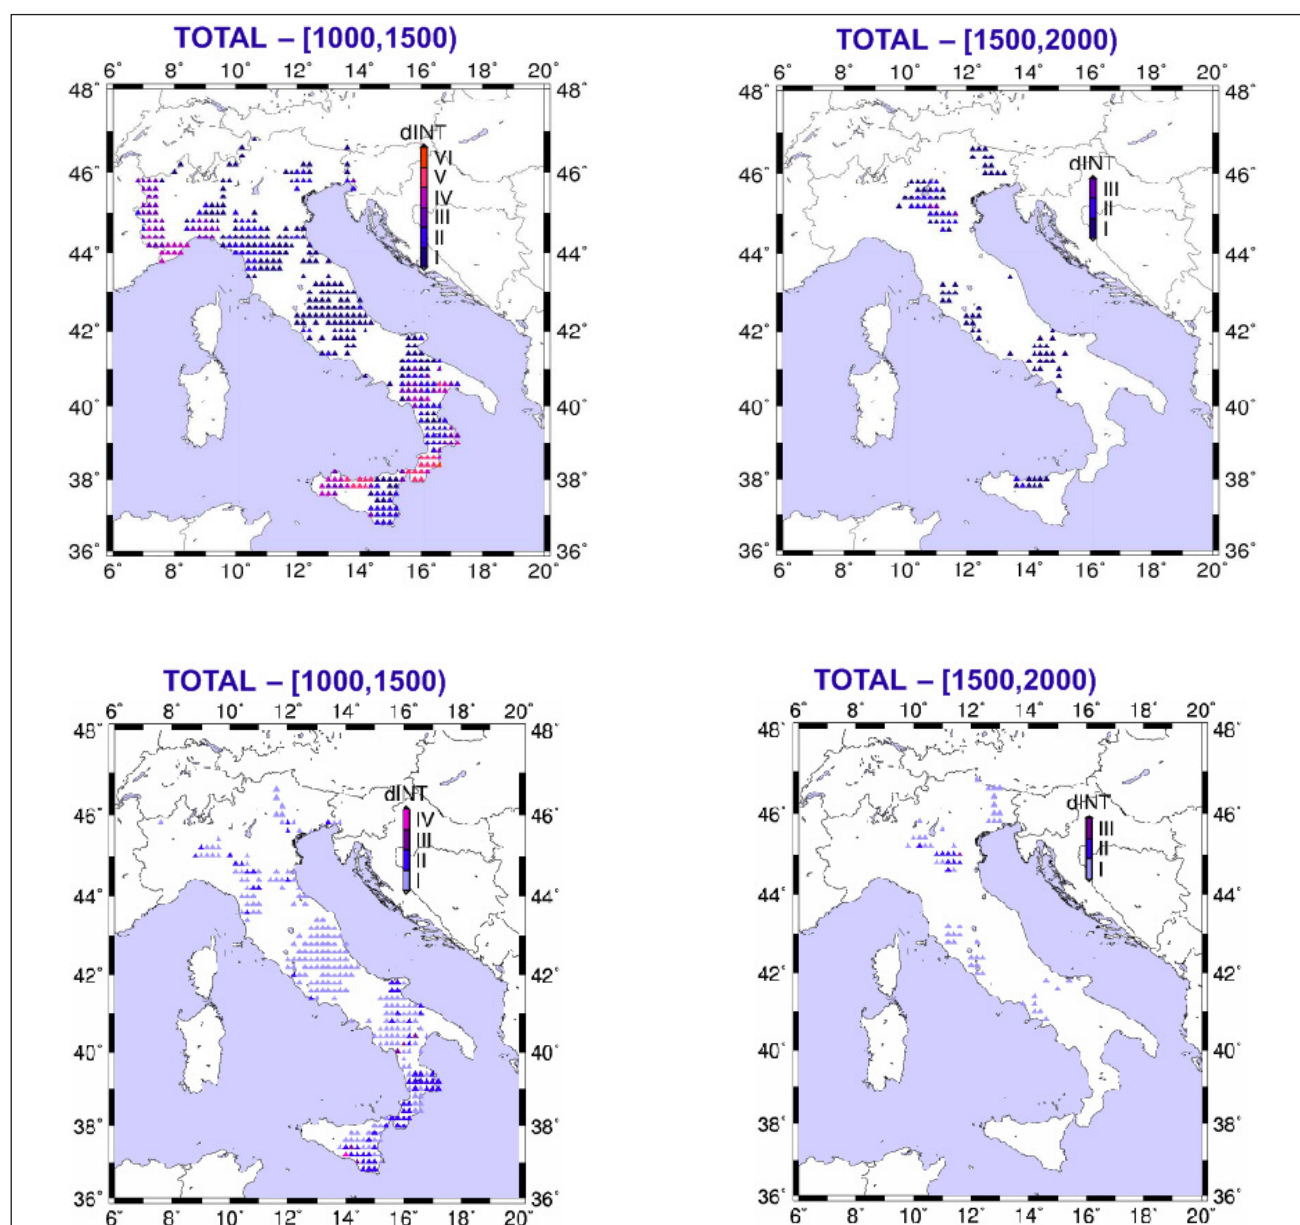 TOTAL – [1000,1500)
6° 8° 10° 12° 14° 16° 18° 20°
48° 48°
dINT
VI
46° V 46°
IV
III
44° II 44°
I
42° 42°
40° 40°
38° 38°
36° 36°
6° 8° 10° 12° 14° 16° 18° 20°
TOTAL – [1500,2000)
6° 8° 10° 12° 14° 16° 18° 20°
48° 48°
dINT
46° 46°
III
II
I
44° 44°
42° 42°
40° 40°
38° 38°
36° 36°
6° 8° 10° 12° 14° 16° 18° 20°
TOTAL – [1000,1500)
6° 8° 10° 12° 14° 16° 18° 20°
48° 48°
dINT
46° IV 46°
III
II
I
44° 44°
42° 42°
40° 40°
38° 38°
36° 36°
6° 8° 10° 12° 14° 16° 18° 20°
TOTAL – [1500,2000)
6° 8° 10° 12° 14° 16° 18° 20°
48° 48°
dINT
46° 46°
III
II
I
44° 44°
42° 42°
40° 40°
38° 38°
36° 36°
6° 8° 10° 12° 14° 16° 18° 20°